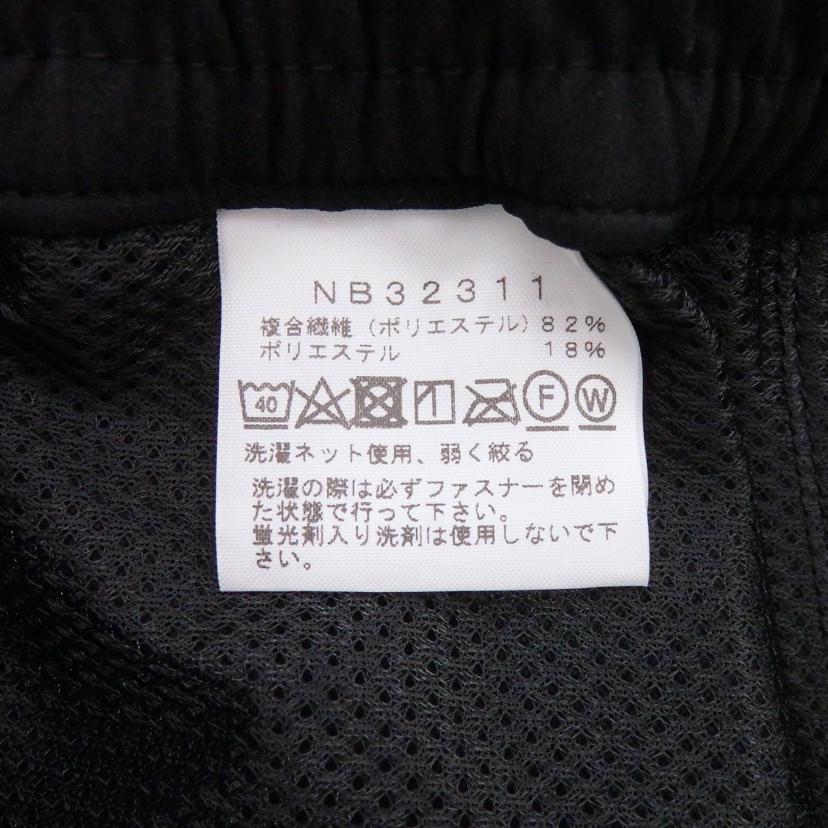 NB32311
複合繊維（ポリエステル）82%
ポリエステル 18%
40 F W
洗濯ネット使用、弱く絞る
洗濯の際は必ずファスナーを閉め
た状態で行って下さい。
蛍光剤入り洗剤は使用しないで下
さい。